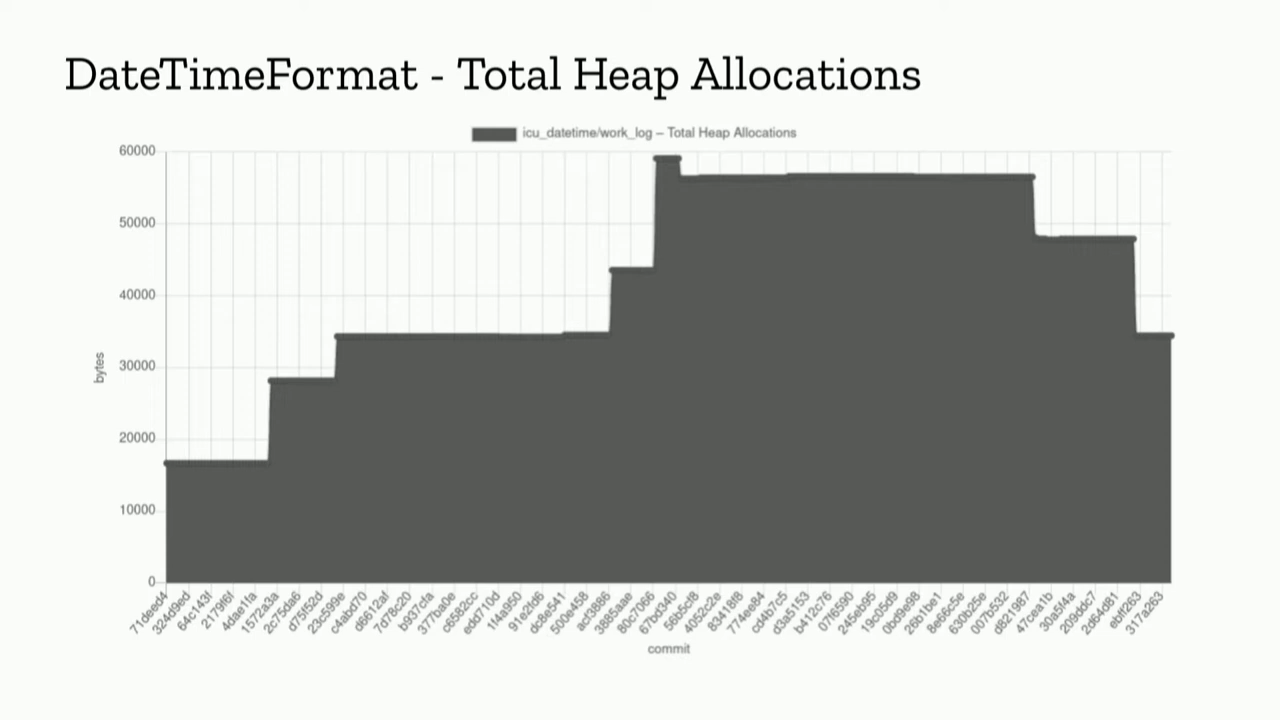 DateTimeFormat - Total Heap Allocations
icu_datetime/work_log – Total Heap Allocations
60000
50000
40000
30000
20000
10000
0
bytes
71deed4
324d9ed
64c143f
2179f6f
4dae11a
1572a3a
2c75da6
d75f52d
23c599e
c4abd70
d6612af
7d78c20
b937cfa
377ba0e
c6582cc
edd710d
1f4a950
91e2fd6
dc8e541
500e458
acf3886
3885aae
80c7066
67bd340
56b5cf8
4052c2e
83418f8
774ee84
cd4b7c5
d3a5153
b412c76
07f6590
245eb95
19c05d9
0bd9e98
26b1be1
8e66c5e
630b25e
007b532
d821987
47cea1b
30a5f4a
209ddc7
2d64d81
ebff263
317a263
commit